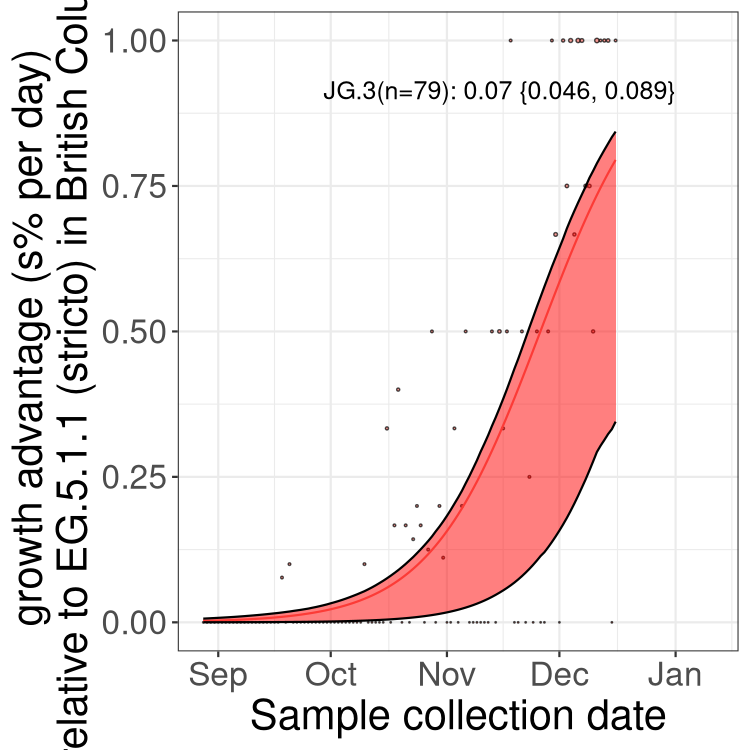 growth advantage (s% per day)
relative to EG.5.1.1 (stricto) in British Colu
1.00
0.75
0.50
0.25
0.00
JG.3(n=79): 0.07 {0.046, 0.089}
Sep Oct Nov Dec Jan
Sample collection date